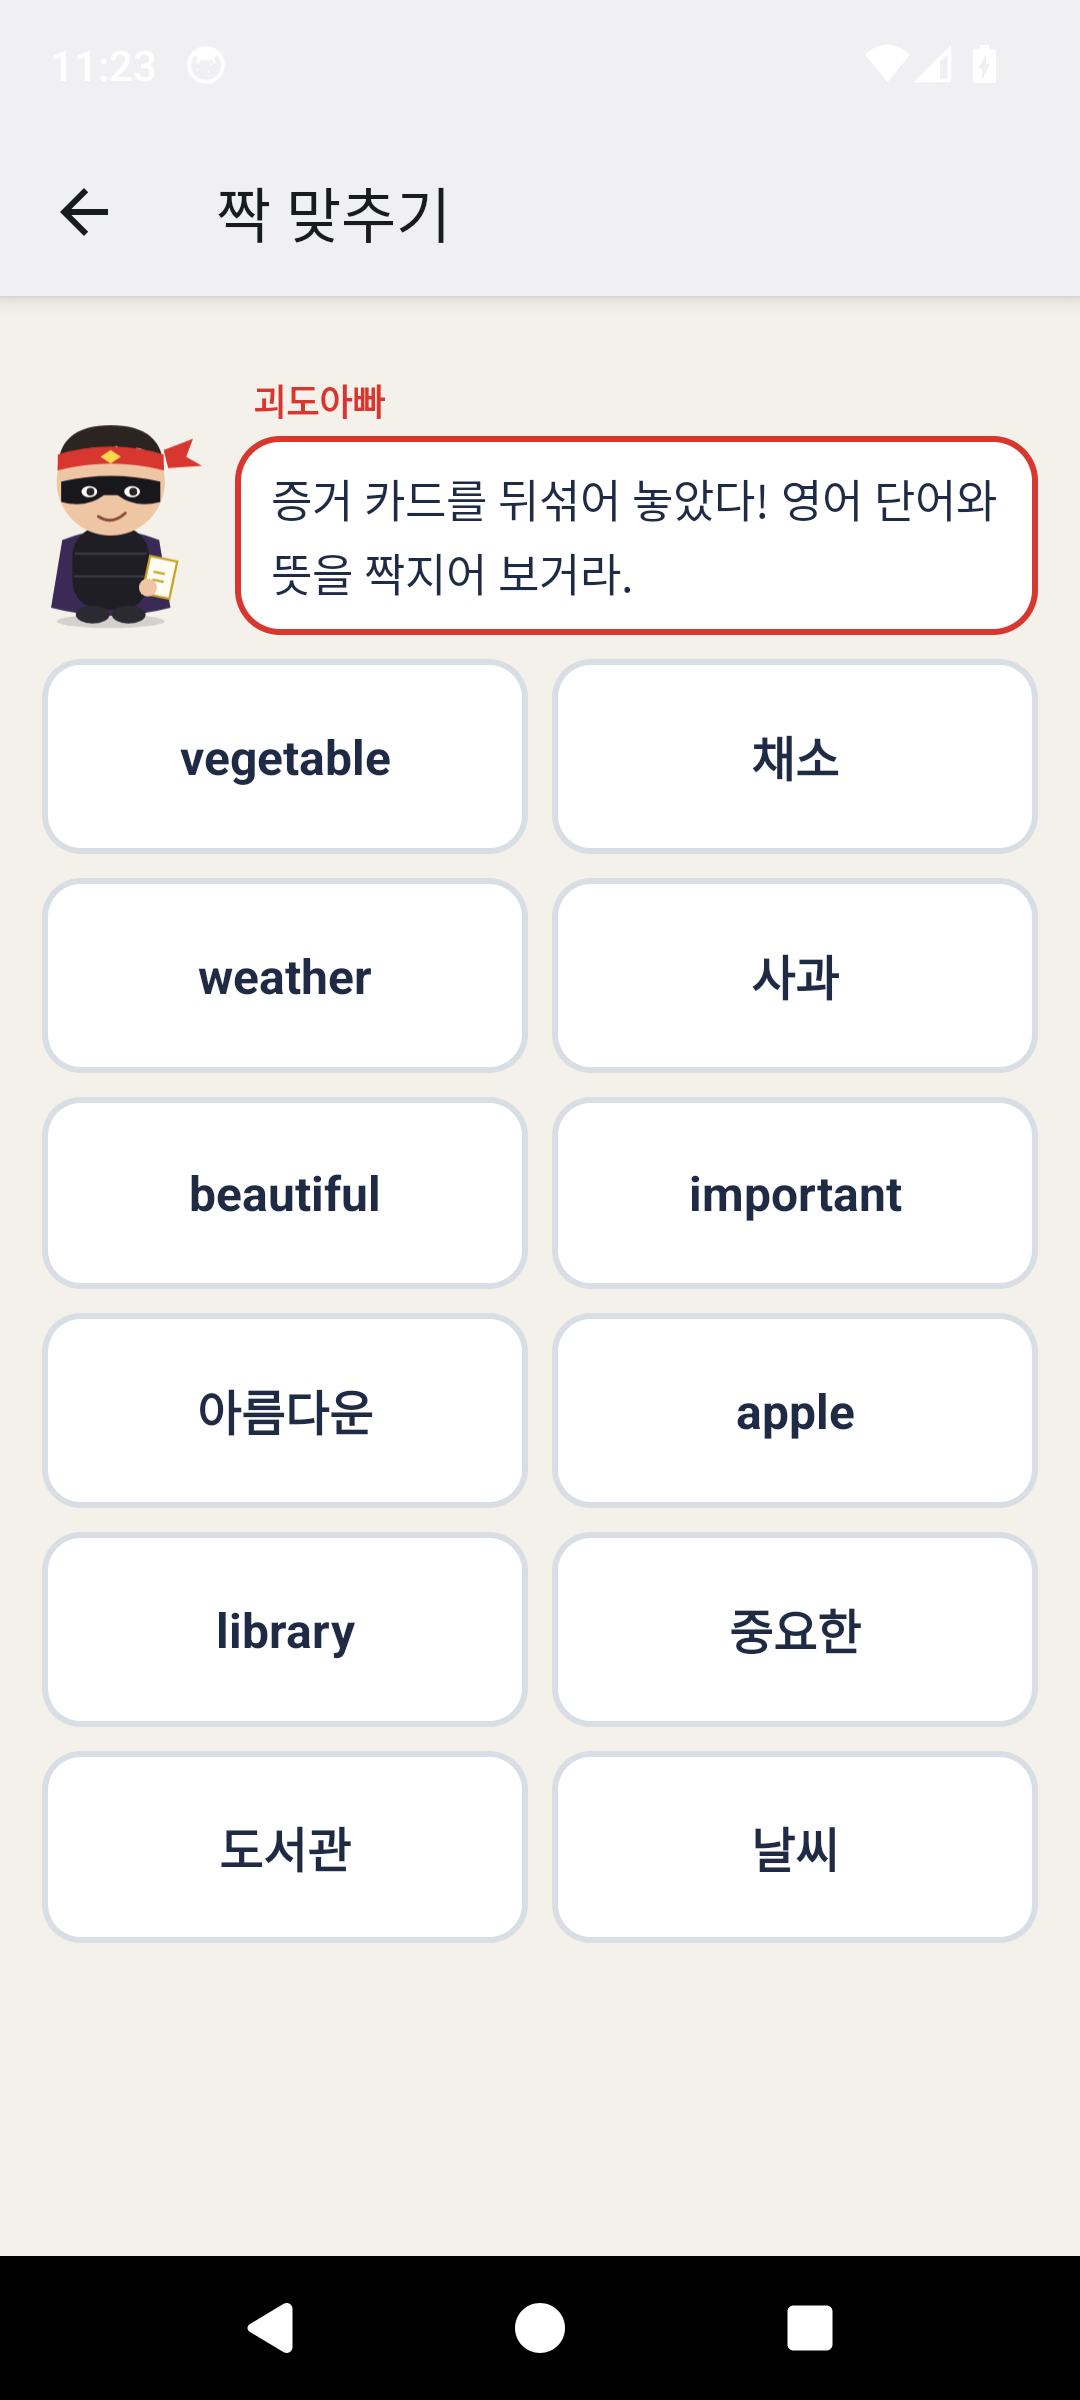 11:23
짝 맞추기
괴도아빠
증거 카드를 뒤섞어 놓았다! 영어 단어와
뜻을 짝지어 보거라.
vegetable
채소
weather
사과
beautiful
important
아름다운
apple
library
중요한
도서관
날씨